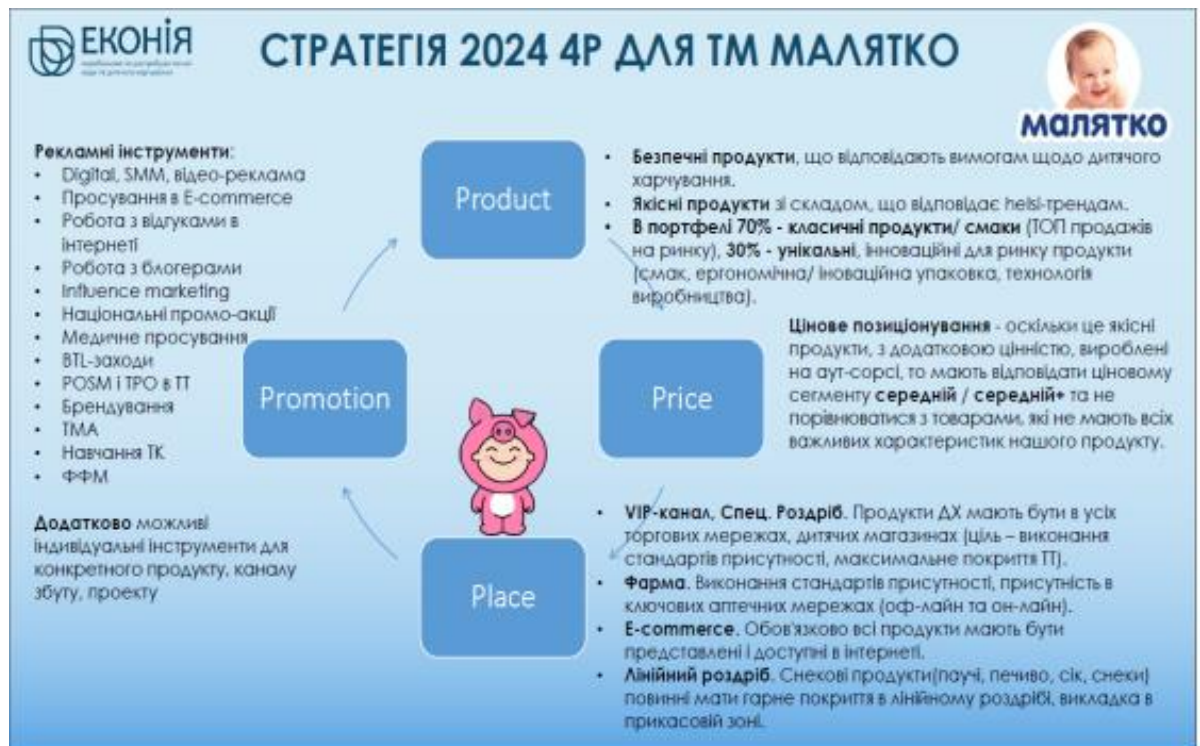 ЕКОНІЯ
СТРАТЕГІЯ 2024 4P ДЛЯ ТМ МАЛЯТКО
малятко
Рекламні інструменти:
• Digital, SMM, відео-реклама
• Просування в E-commerce
• Робота з відгуками в
інтернеті
• Робота з блогерами
• Influence marketing
• Національні промо-акції
• Медичне просування
• BTL-заходи
• POSM і ТРО в ТТ
• Брендування
• ТМА
• Навчання ТК
• ФФМ
Додатково можливі
індивідуальні інструменти для
конкретного продукту, каналу
збуту, проекту
Product
• Безпечні продукти, що відповідають вимогам щодо дитячого
харчування.
• Якісні продукти зі складом, що відповідає helsi-трендам.
• В портфелі 70% - класичні продукти/ смаки (ТОП продажів
на ринку), 30% - унікальні, інноваційні для ринку продукти
(смак, ергономічна/ іноваційна упаковка, технологія
виробництва).
Promotion
Price
Цінове позиціонування - оскільки це якісні
продукти, з додатковою цінністю, вироблені
на аут-сорсі, то мають відповідати ціновому
сегменту середній / середній+ та не
порівнюватися з товарами, які не мають всіх
важливих характеристик нашого продукту.
Place
• VIP-канал, Спец. Роздріб. Продукти ДХ мають бути в усіх
торгових мережах, дитячих магазинах (ціль – виконання
стандартів присутності, максимальне покриття ТТ).
• Фарма. Виконання стандартів присутності, присутність в
ключових аптечних мережах (оф-лайн та он-лайн).
• E-commerce. Обов'язково всі продукти мають бути
представлені і доступні в інтернеті.
• Лінійний роздріб. Снекові продукти(паучі, печиво, сік, снеки)
повинні мати гарне покриття в лінійному роздрібі, викладка в
прикасовій зоні.